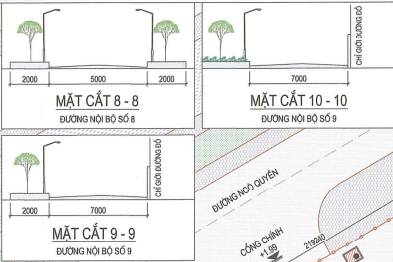 2000
5000
2000
MẶT CẮT 8 - 8
ĐƯỜNG NỘI BỘ SỐ 8
CHỈ GIỚI ĐƯỜNG ĐỎ
7000
MẶT CẮT 10 - 10
ĐƯỜNG NỘI BỘ SỐ 9
CHỈ GIỚI ĐƯỜNG ĐỎ
2000
7000
MẶT CẮT 9 - 9
ĐƯỜNG NỘI BỘ SỐ 9
ĐƯỜNG NGÔ QUYỀN
CỔNG CHÍNH
+1.99
219240